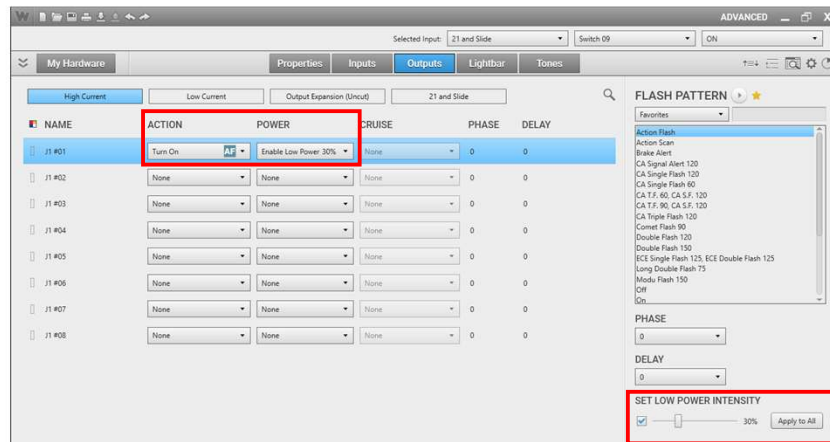 W ADVANCED
Selected Input: 21 and Slide Switch 09 ON
My Hardware Properties Inputs Outputs Lightbar Tones
High Current Low Current Output Expansion (Uncut) 21 and Slide
NAME ACTION POWER CRUISE PHASE DELAY
J1 #01 Turn On AF Enable Low Power 30% None 0 0
J1 #02 None None None 0 0
J1 #03 None None None 0 0
J1 #04 None None None 0 0
J1 #05 None None None 0 0
J1 #06 None None None 0 0
J1 #07 None None None 0 0
J1 #08 None None None 0 0
FLASH PATTERN
Favorites
Action Flash
Action Scan
Brake Alert
CA Signal Alert 120
CA Single Flash 120
CA Single Flash 60
CA T.F. 60, CA S.F. 120
CA T.F. 90, CA S.F. 120
CA Triple Flash 120
Comet Flash 90
Double Flash 120
Double Flash 150
ECE Single Flash 125, ECE Double Flash 125
Long Double Flash 75
Modu Flash 150
Off
On
PHASE
0
DELAY
0
SET LOW POWER INTENSITY
30% Apply to All